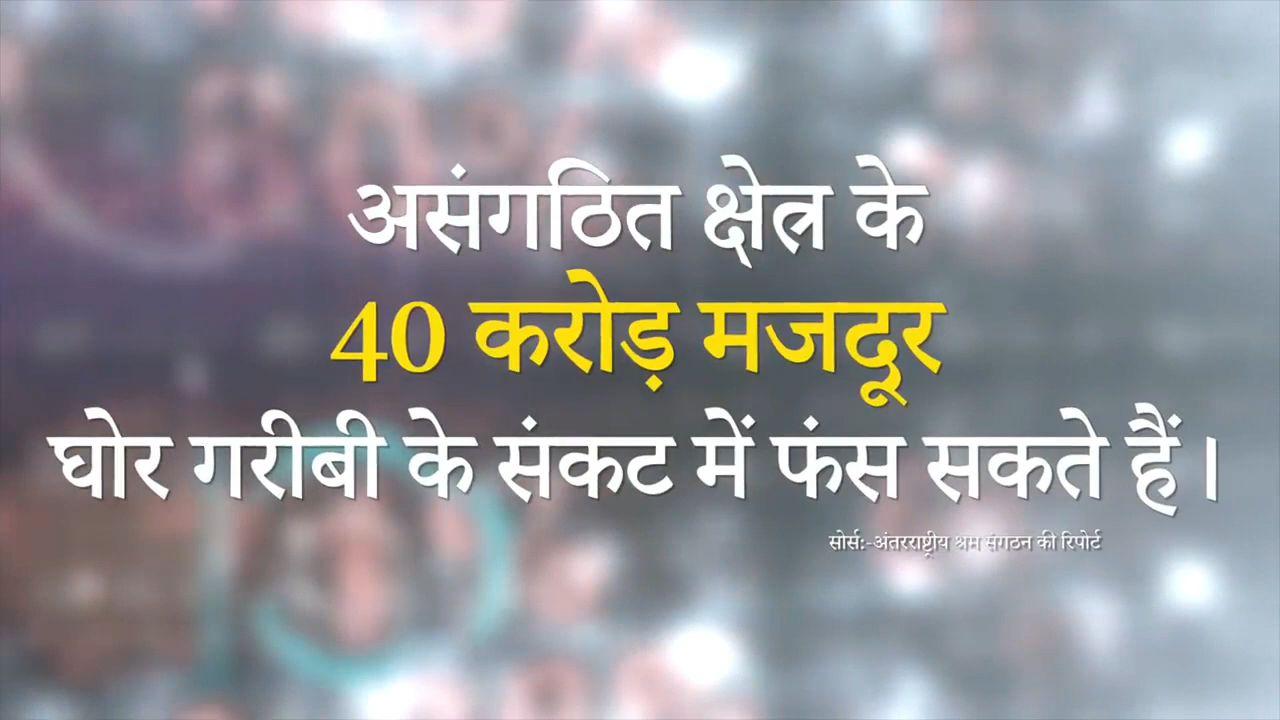 असंगठित क्षेत्र के
40 करोड़ मजदूर
घोर गरीबी के संकट में फंस सकते हैं।
सोर्स:-अंतरराष्ट्रीय श्रम संगठन की रिपोर्ट